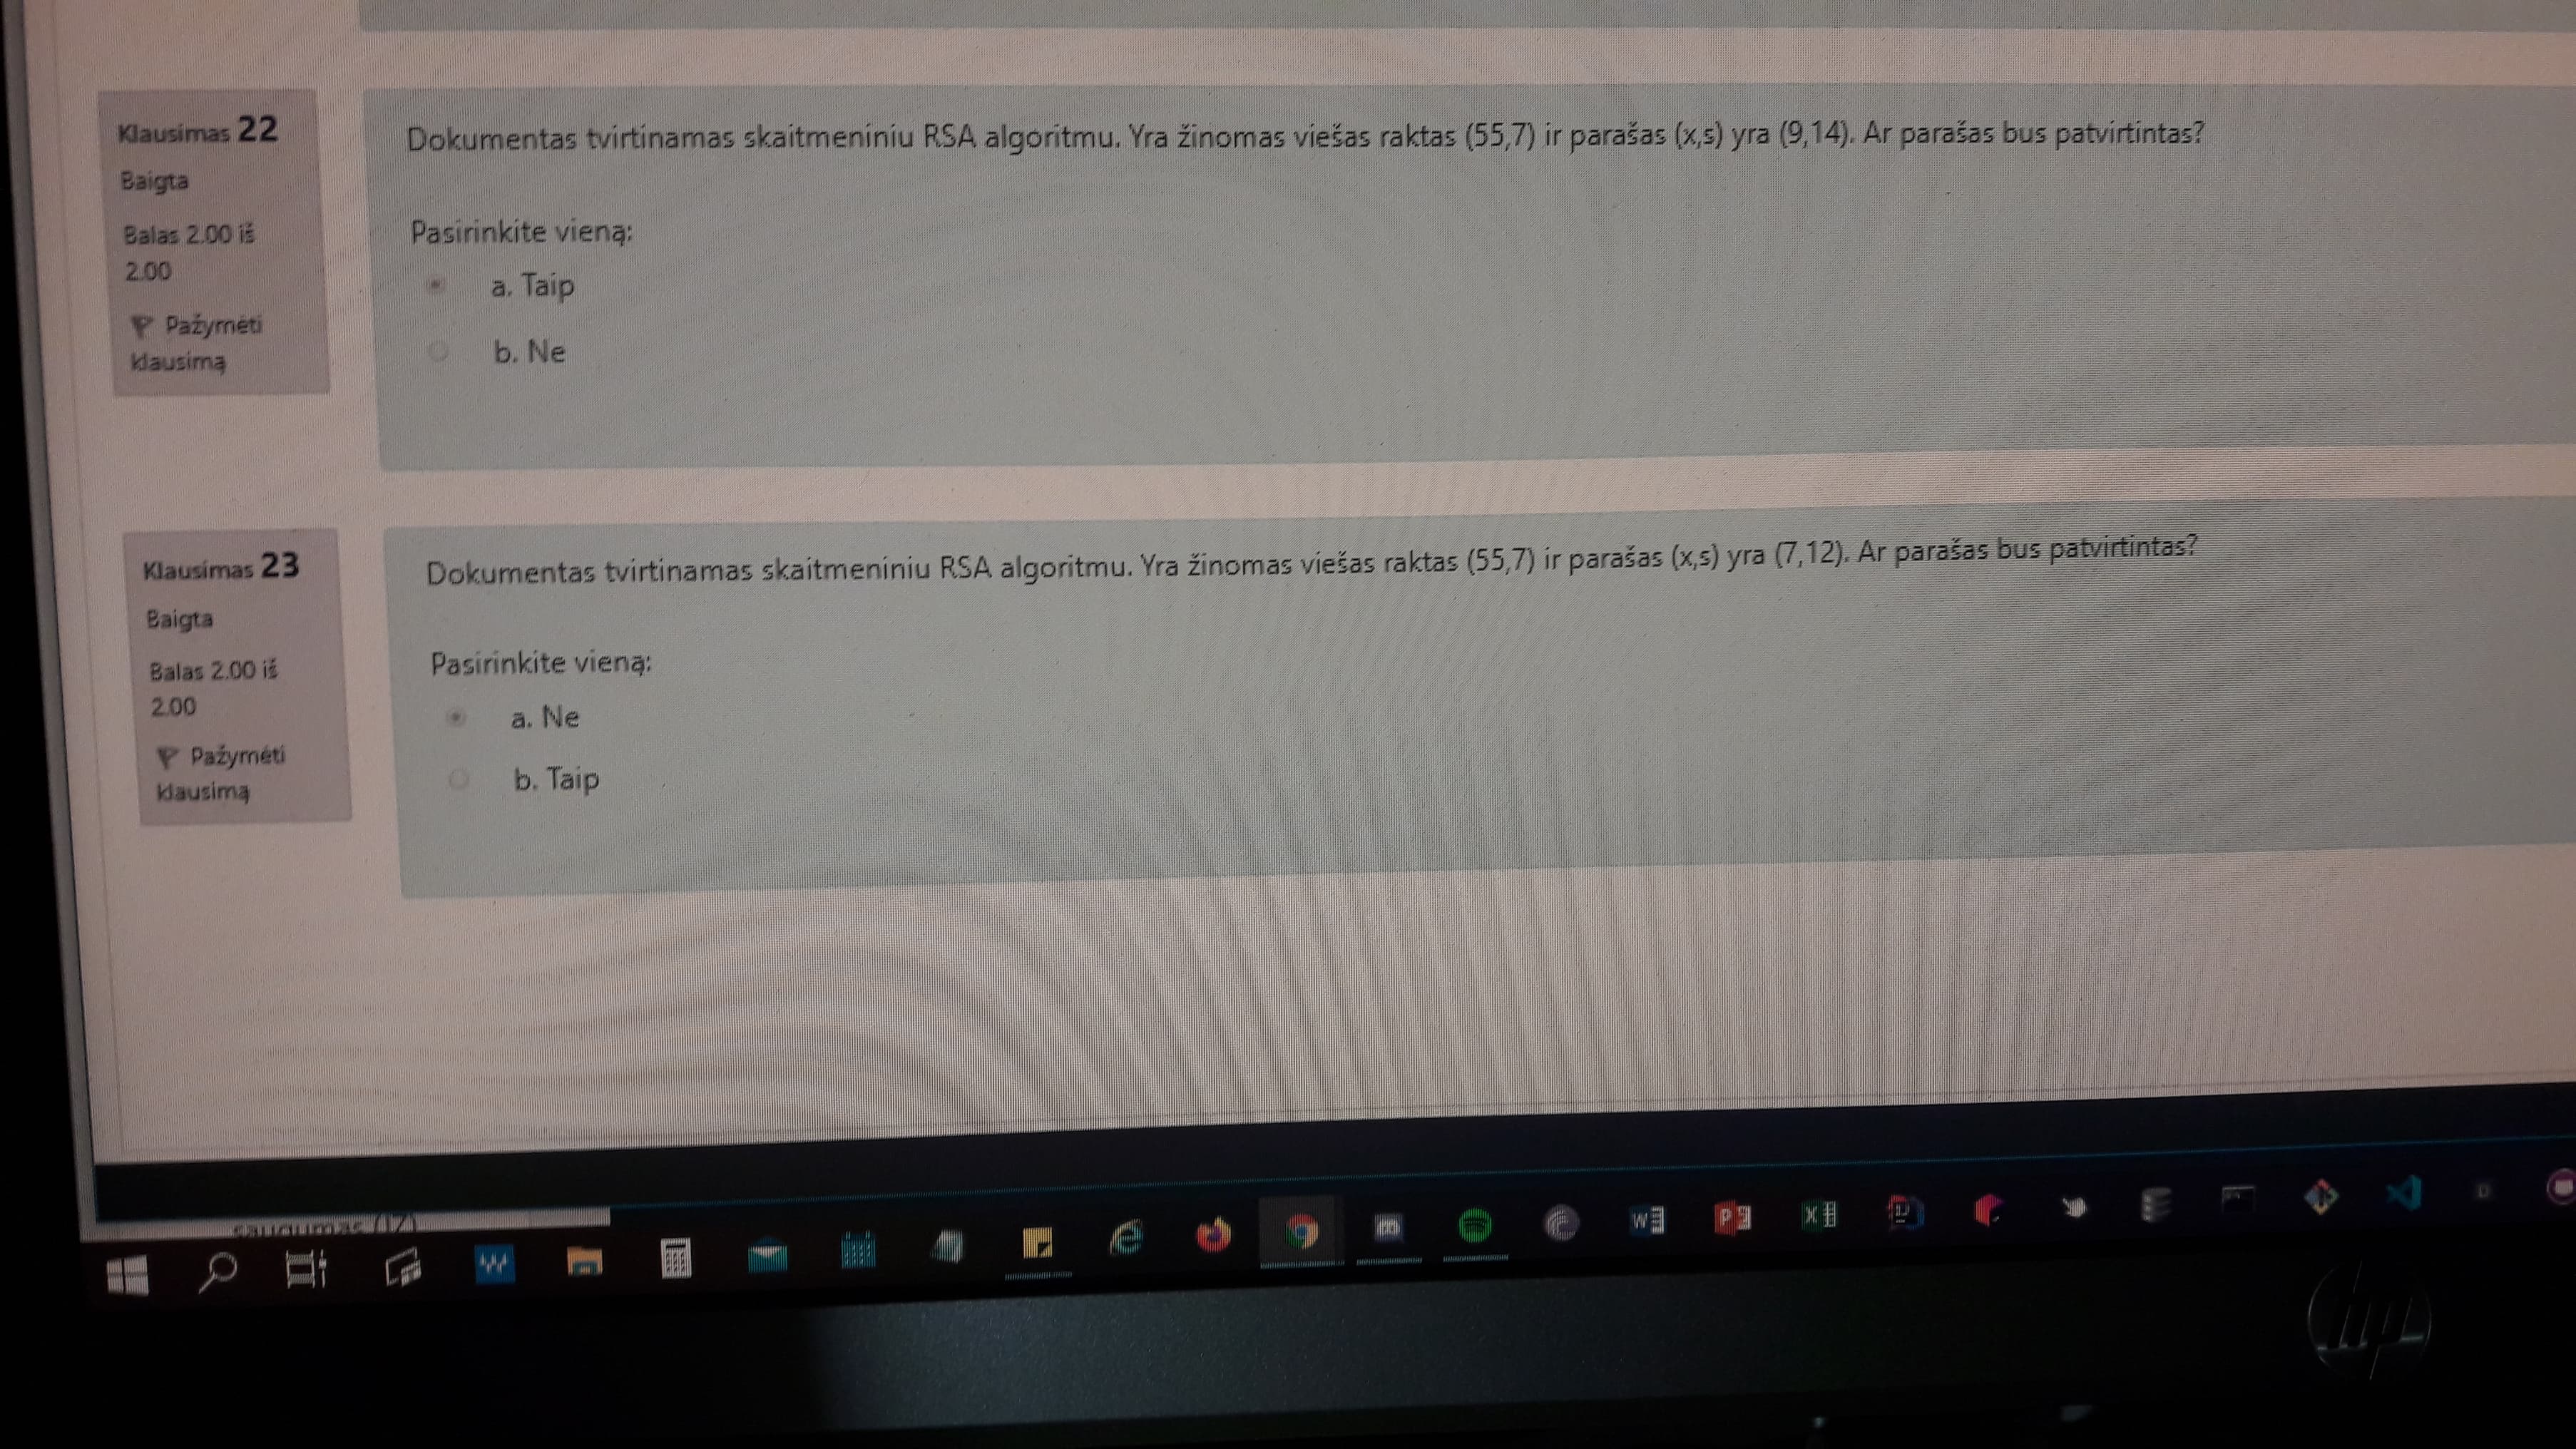 Klausimas 22
Baigta
Balas 2.00 iš
2.00
Pažymėti
klausimą
Dokumentas tvirtinamas skaitmeniniu RSA algoritmu. Yra žinomas viešas raktas (55,7) ir parašas (x,s) yra (9,14). Ar parašas bus patvirtintas?
Pasirinkite vieną:
a. Taip
b. Ne
Klausimas 23
Baigta
Balas 2.00 iš
2.00
Pažymėti
klausimą
Dokumentas tvirtinamas skaitmeniniu RSA algoritmu. Yra žinomas viešas raktas (55,7) ir parašas (x,s) yra (7,12). Ar parašas bus patvirtintas?
Pasirinkite vieną:
a. Ne
b. Taip
saugumas (IZ)
hp